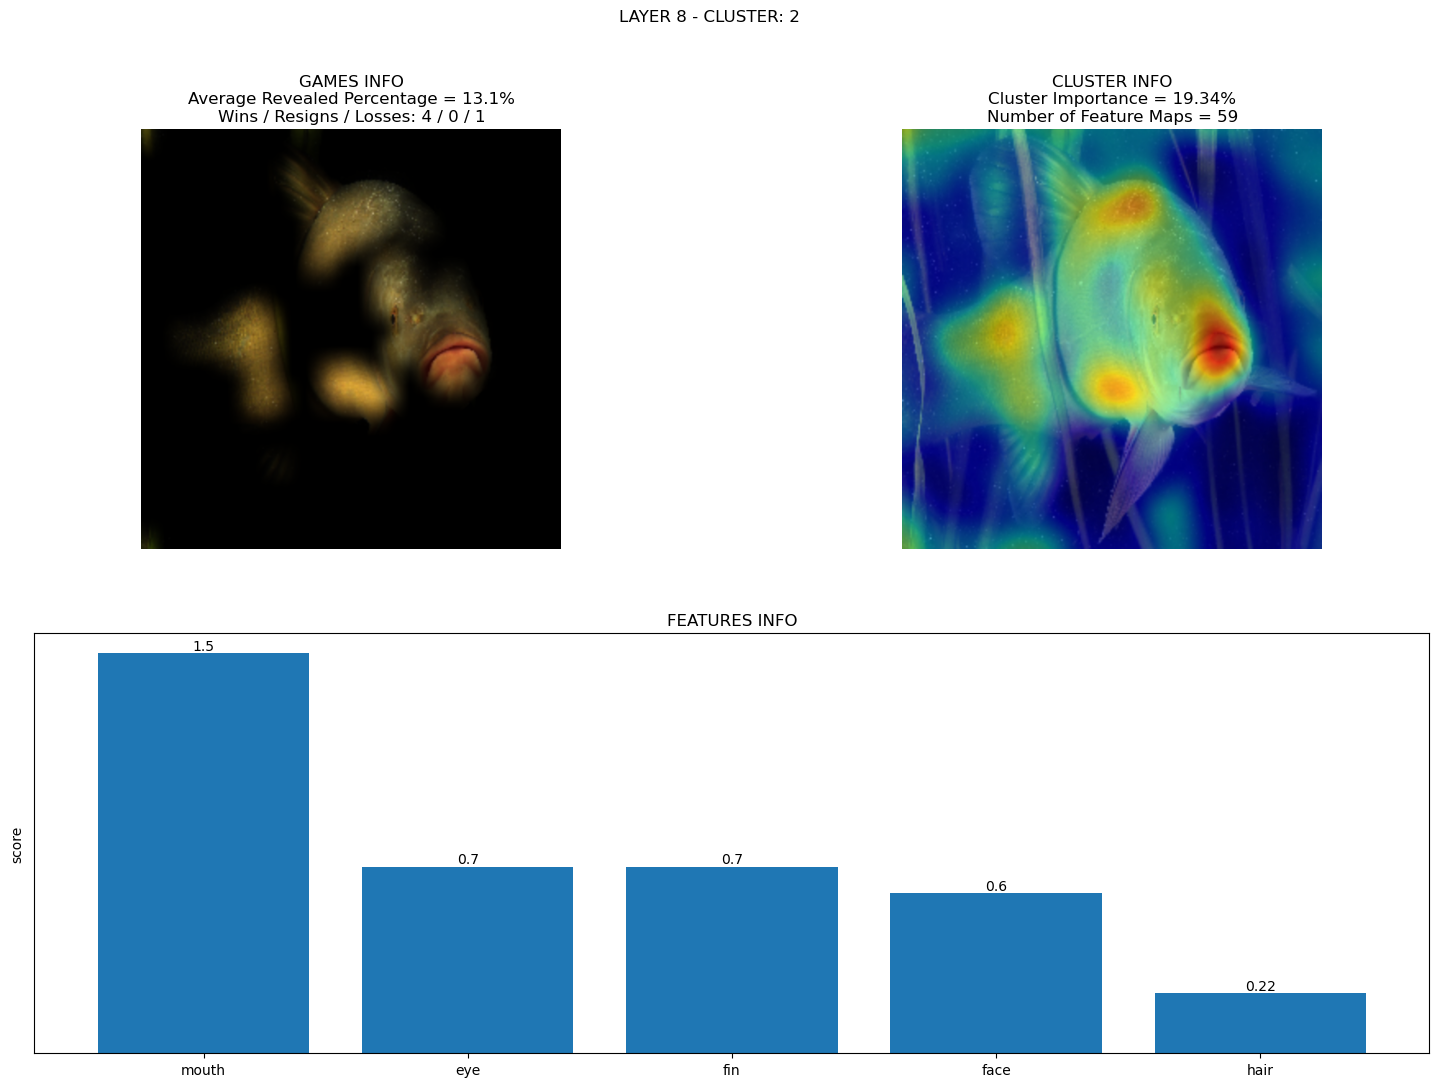 LAYER 8 - CLUSTER: 2
GAMES INFO
Average Revealed Percentage = 13.1%
Wins / Resigns / Losses: 4 / 0 / 1
CLUSTER INFO
Cluster Importance = 19.34%
Number of Feature Maps = 59
FEATURES INFO
score
1.5
0.7
0.7
0.6
0.22
mouth
eye
fin
face
hair